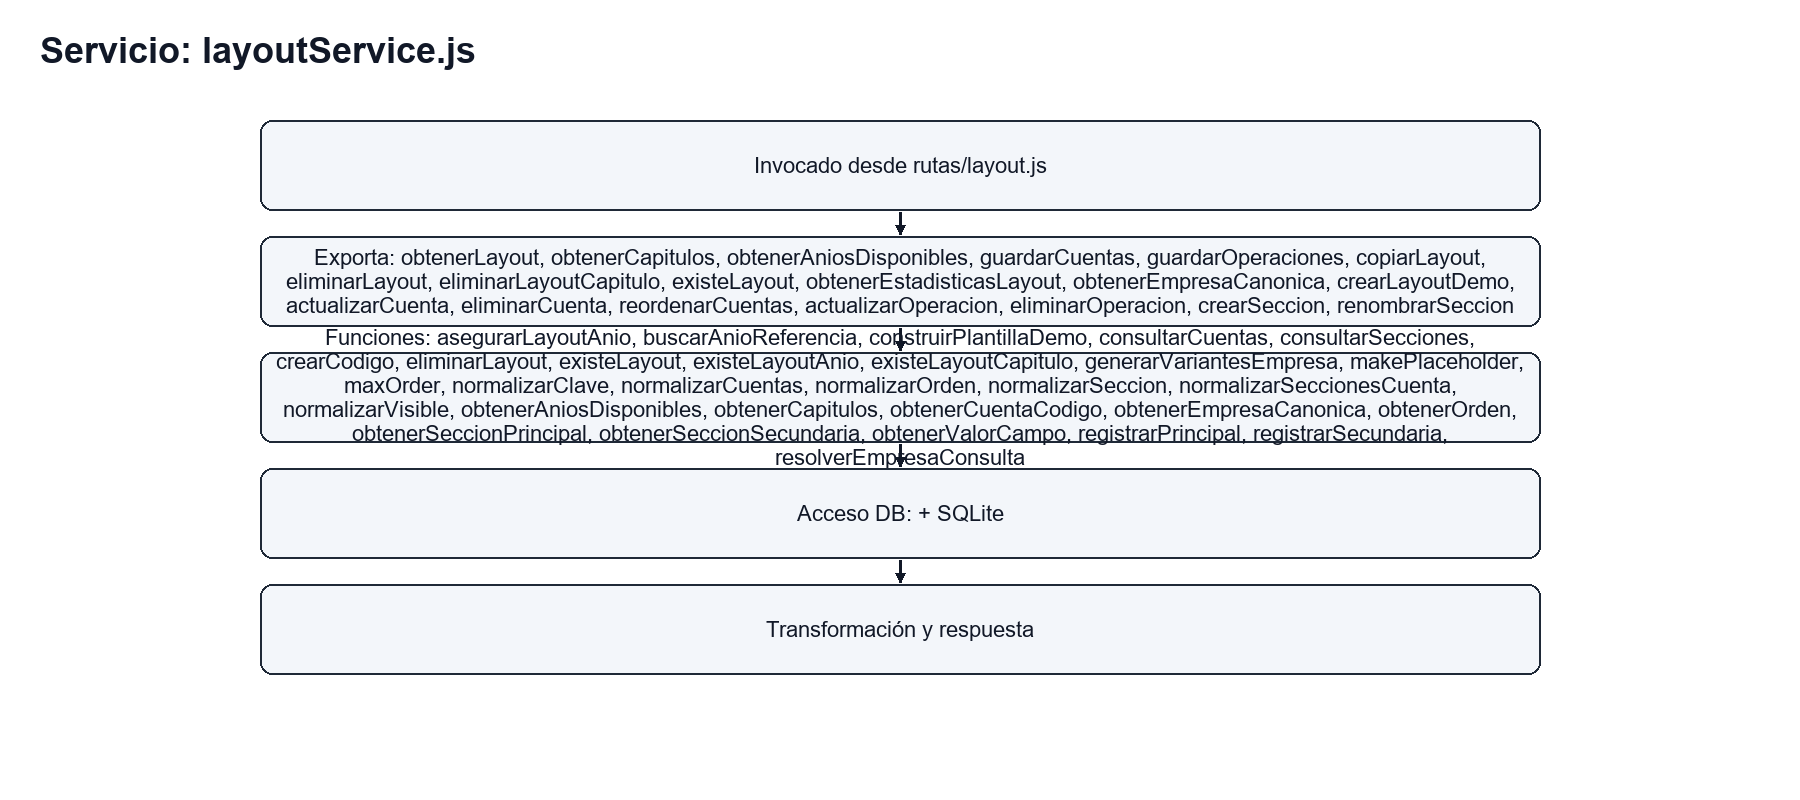 Servicio: layoutService.js
Invocado desde rutas/layout.js
Exporta: obtenerLayout, obtenerCapitulos, obtenerAniosDisponibles, guardarCuentas, guardarOperaciones, copiarLayout,
eliminarLayout, eliminarLayoutCapitulo, existeLayout, obtenerEstadisticasLayout, obtenerEmpresaCanonica, crearLayoutDemo,
actualizarCuenta, eliminarCuenta, reordenarCuentas, actualizarOperacion, eliminarOperacion, crearSeccion, renombrarSeccion
Funciones: asegurarLayoutAnio, buscarAnioReferencia, construirPlantillaDemo, consultarCuentas, consultarSecciones,
crearCodigo, eliminarLayout, existeLayout, existeLayoutAnio, existeLayoutCapitulo, generarVariantesEmpresa, makePlaceholder,
maxOrder, normalizarClave, normalizarCuentas, normalizarOrden, normalizarSeccion, normalizarSeccionesCuenta,
normalizarVisible, obtenerAniosDisponibles, obtenerCapitulos, obtenerCuentaCodigo, obtenerEmpresaCanonica, obtenerOrden,
obtenerSeccionPrincipal, obtenerSeccionSecundaria, obtenerValorCampo, registrarPrincipal, registrarSecundaria,
resolverEmpresaConsulta
Acceso DB: + SQLite
Transformación y respuesta